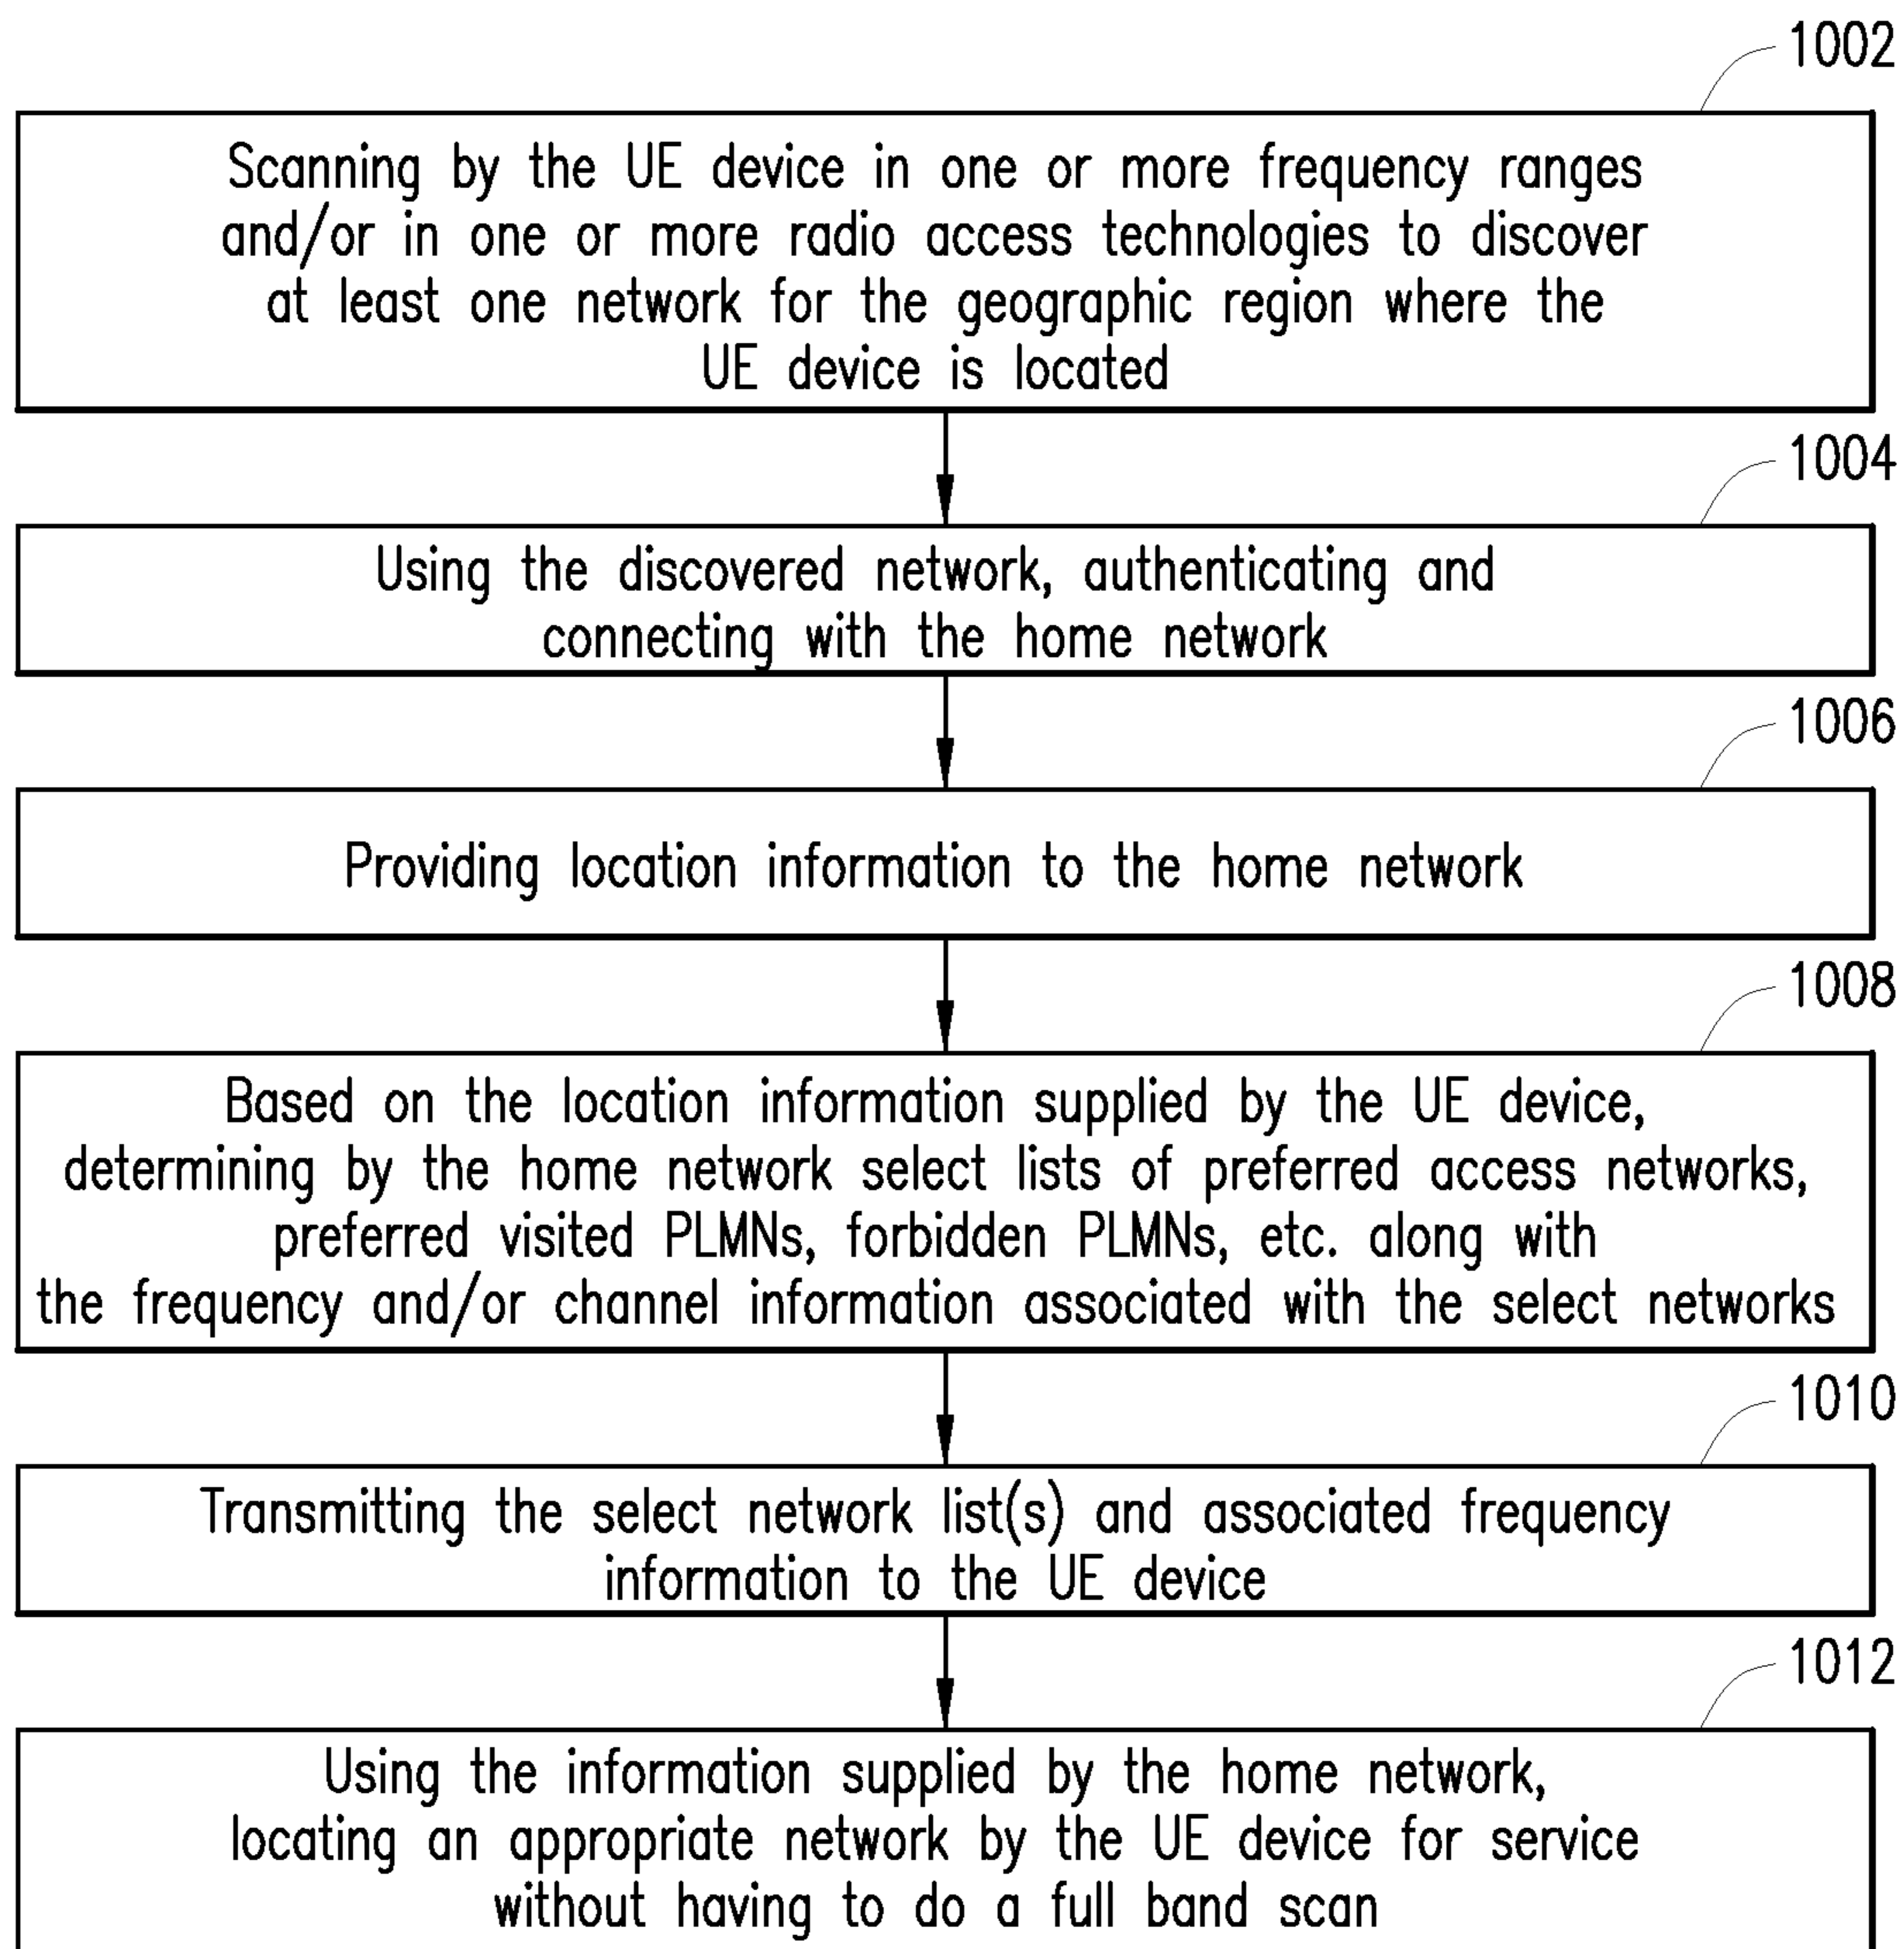 1002
Scanning by the UE device in one or more frequency ranges
and/or in one or more radio access technologies to discover
at least one network for the geographic region where the
UE device is located
1004
Using the discovered network, authenticating and
connecting with the home network
1006
Providing location information to the home network
1008
Based on the location information supplied by the UE device,
determining by the home network select lists of preferred access networks,
preferred visited PLMNs, forbidden PLMNs, etc. along with
the frequency and/or channel information associated with the select networks
1010
Transmitting the select network list(s) and associated frequency
information to the UE device
1012
Using the information supplied by the home network,
locating an appropriate network by the UE device for service
without having to do a full band scan